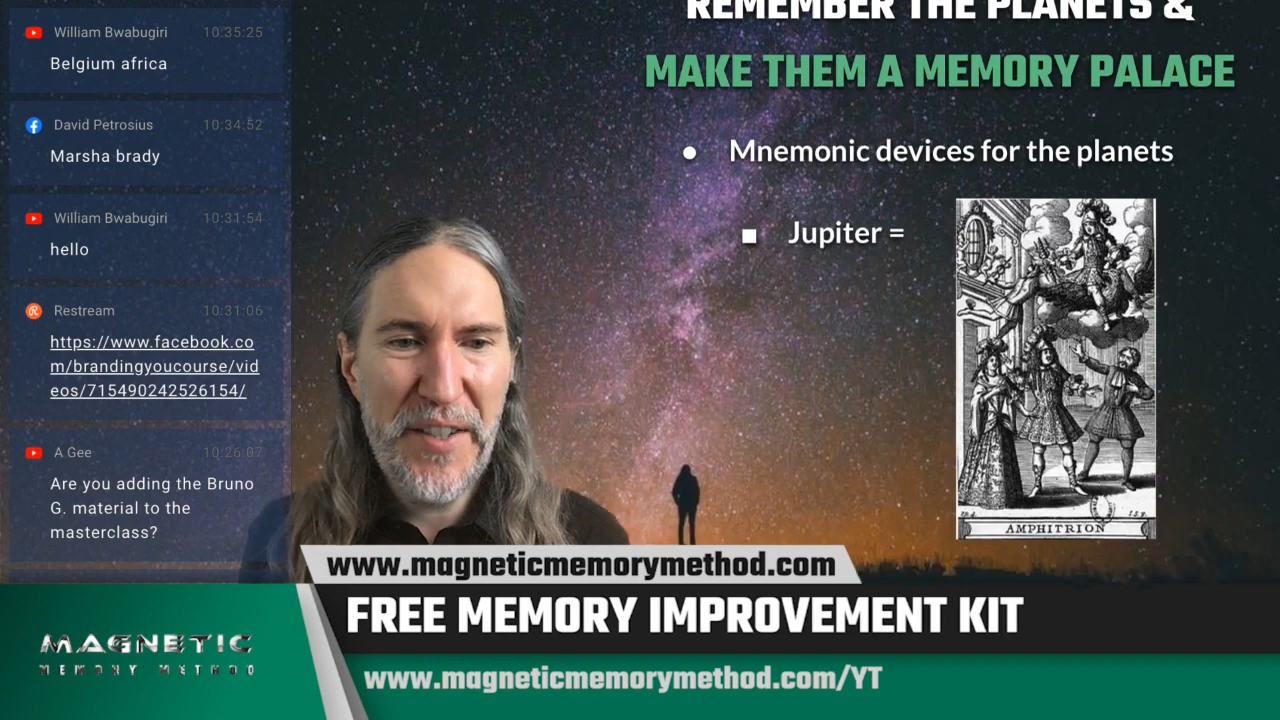 William Bwabugiri 10:35:25
Belgium africa
David Petrosius 10:34:52
Marsha brady
William Bwabugiri 10:31:54
hello
Restream 10:31:06
https://www.facebook.co
m/brandingyoucourse/vid
eos/715490242526154/
A Gee 10:26:07
Are you adding the Bruno
G. material to the
masterclass?
REMEMBER THE PLANETS &
MAKE THEM A MEMORY PALACE
• Mnemonic devices for the planets
▪ Jupiter =
AMPHITRION
www.magneticmemorymethod.com
FREE MEMORY IMPROVEMENT KIT
www.magneticmemorymethod.com/YT
MAGNETIC
MEMORY METHOD